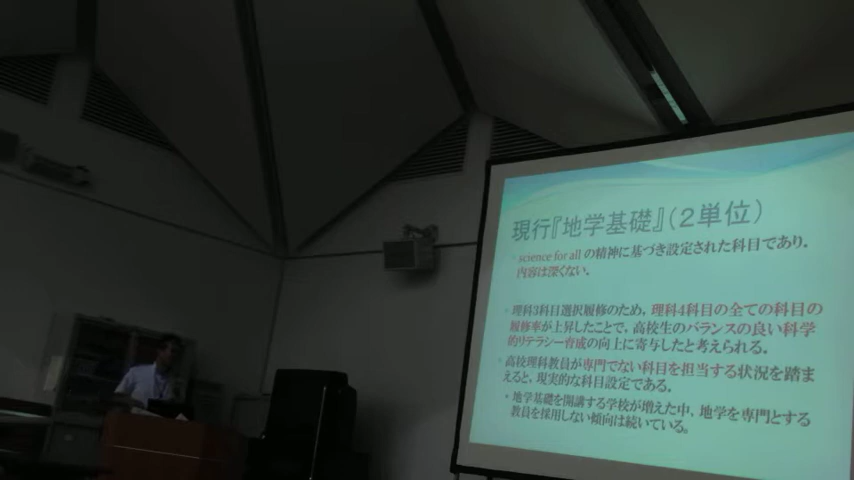 現行『地学基礎』（２単位）
science for all の精神に基づき設定された科目であり，
内容は深くない．
理科3科目選択履修のため，理科4科目の全ての科目の
履修率が上昇したことで，高校生のバランスの良い科学
的リテラシー育成の向上に寄与したと考えられる．
高校理科教員が専門でない科目を担当する状況を踏ま
えると，現実的な科目設定である．
地学基礎を開講する学校が増えた中，地学を専門とする
教員を採用しない傾向は続いている。